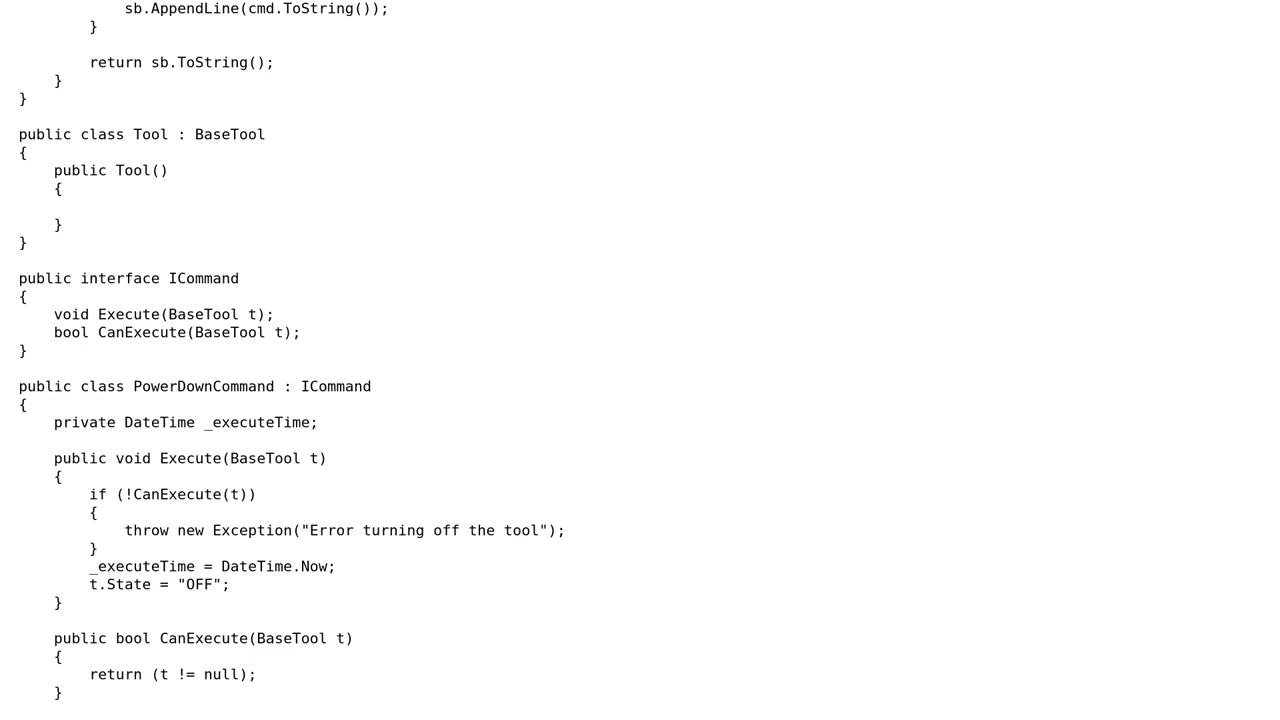 sb.AppendLine(cmd.ToString());
        }

        return sb.ToString();
    }
}

public class Tool : BaseTool
{
    public Tool()
    {

    }
}

public interface ICommand
{
    void Execute(BaseTool t);
    bool CanExecute(BaseTool t);
}

public class PowerDownCommand : ICommand
{
    private DateTime _executeTime;

    public void Execute(BaseTool t)
    {
        if (!CanExecute(t))
        {
            throw new Exception("Error turning off the tool");
        }
        _executeTime = DateTime.Now;
        t.State = "OFF";
    }

    public bool CanExecute(BaseTool t)
    {
        return (t != null);
    }